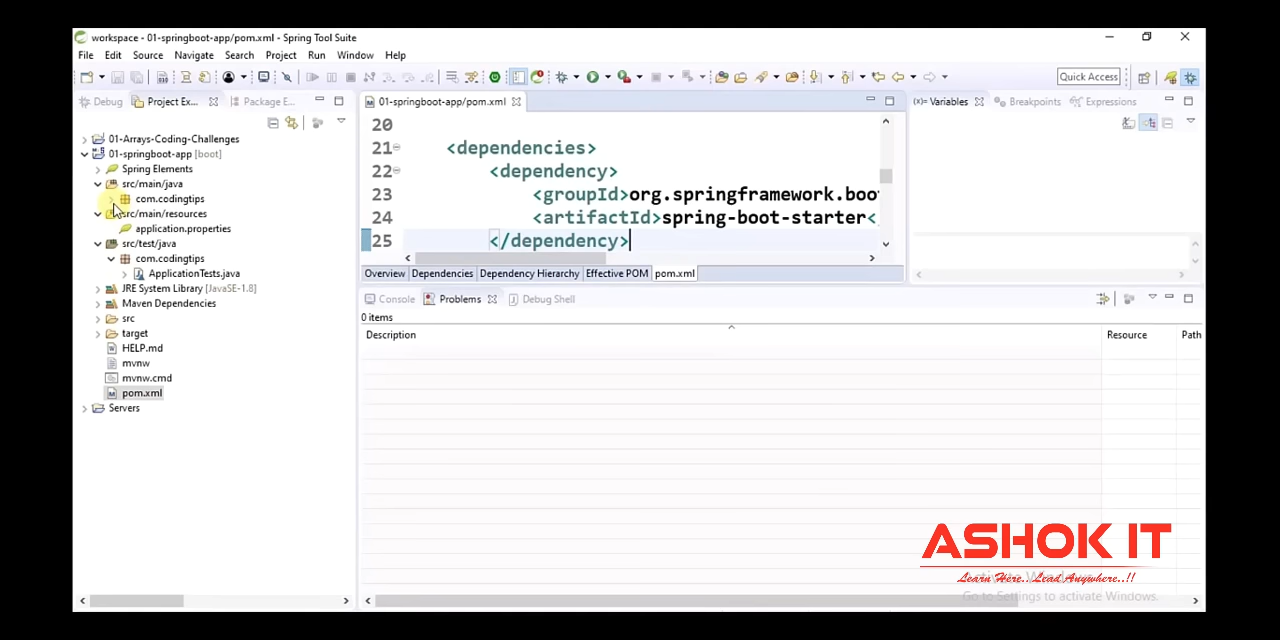 workspace - 01-springboot-app/pom.xml - Spring Tool Suite
File Edit Source Navigate Search Project Run Window Help
Quick Access
Debug Project Ex... Package E...
01-Arrays-Coding-Challenges
01-springboot-app [boot]
Spring Elements
src/main/java
com.codingtips
src/main/resources
application.properties
src/test/java
com.codingtips
ApplicationTests.java
JRE System Library [JavaSE-1.8]
Maven Dependencies
src
target
HELP.md
mvnw
mvnw.cmd
pom.xml
Servers
01-springboot-app/pom.xml
20
21 <dependencies>
22 <dependency>
23 <groupId>org.springframework.boo
24 <artifactId>spring-boot-starter<
25 </dependency>
Overview Dependencies Dependency Hierarchy Effective POM pom.xml
(x)= Variables Breakpoints Expressions
Console Problems Debug Shell
0 items
Description Resource Path
ASHOK IT
Learn Here.. Lead Anywhere..!!
Activate Windows
Go to Settings to activate Windows.